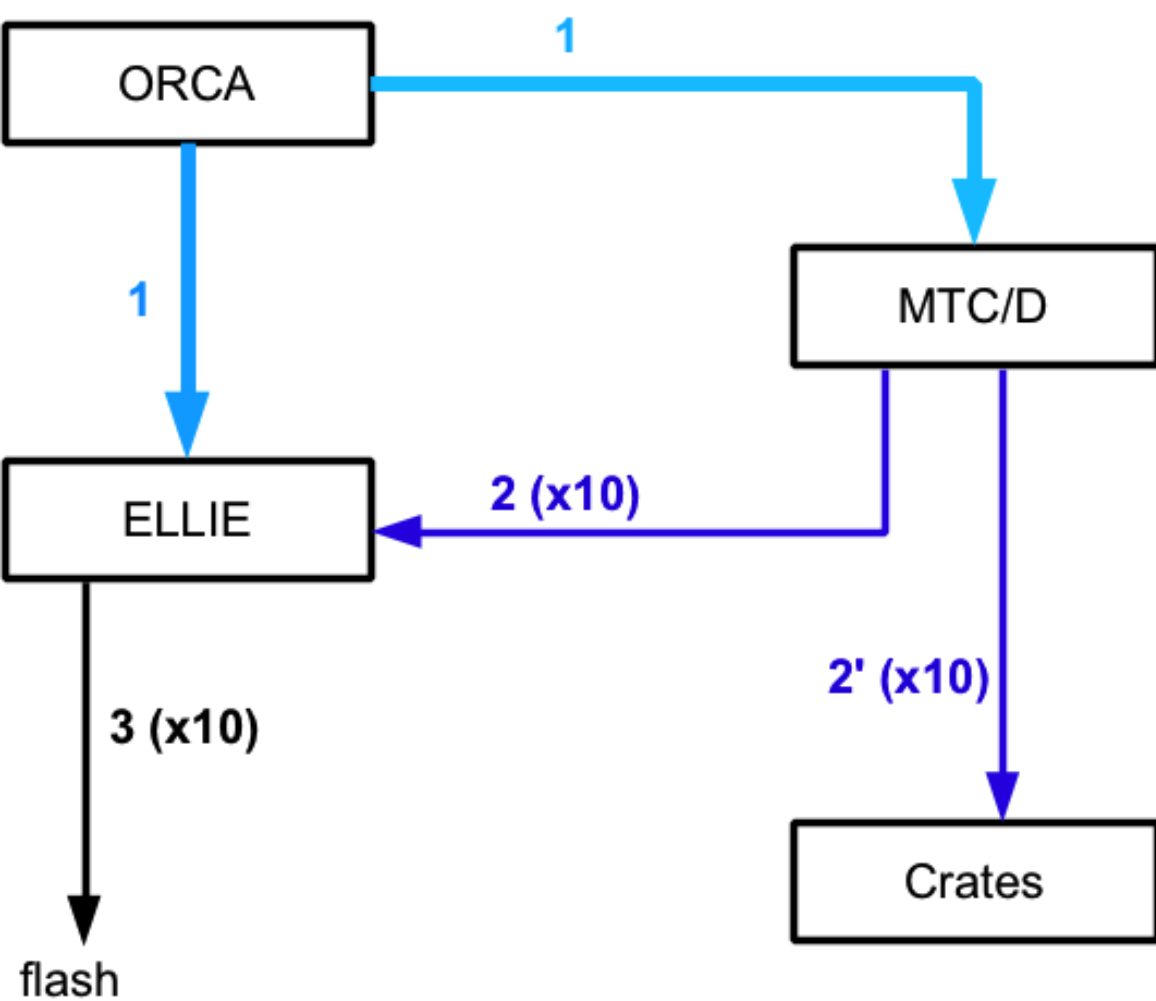 1
ORCA
MTC/D
1
2 (x10)
ELLIE
2' (x10)
3 (x10)
Crates
flash